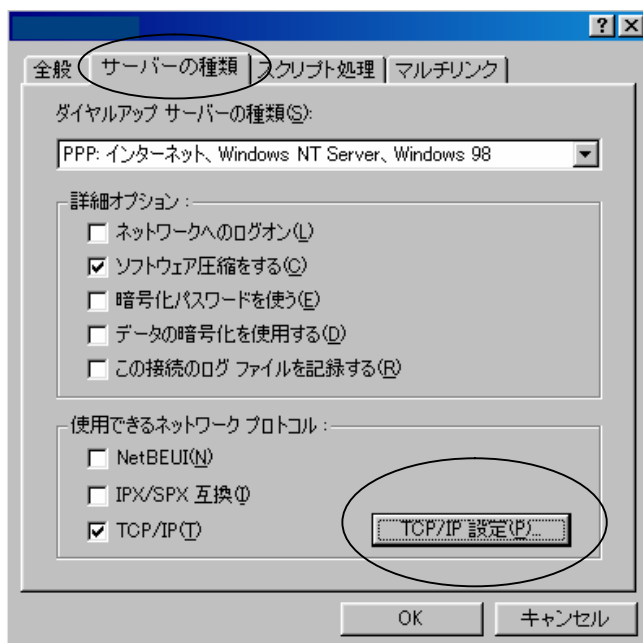 全般 サーバーの種類 スクリプト処理 マルチリンク
ダイヤルアップ サーバーの種類(S):
PPP: インターネット、Windows NT Server、Windows 98
詳細オプション :
ネットワークへのログオン(L)
ソフトウェア圧縮をする(C)
暗号化パスワードを使う(E)
データの暗号化を使用する(D)
この接続のログ ファイルを記録する(R)
使用できるネットワーク プロトコル :
NetBEUI(N)
IPX/SPX 互換(I)
TCP/IP(T) TCP/IP 設定(P)...
OK キャンセル